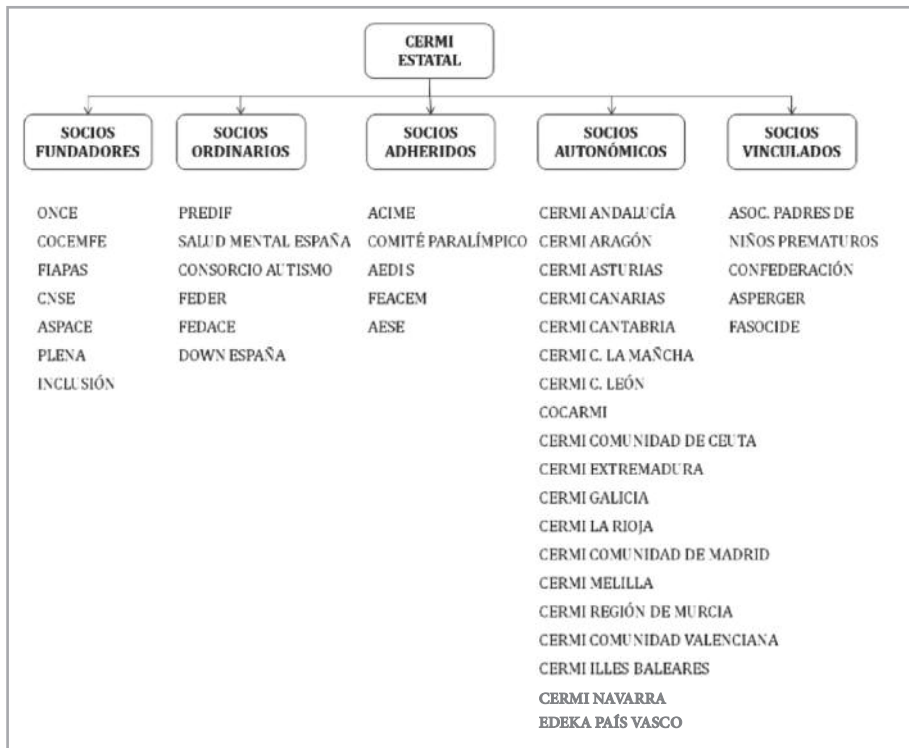 CERMI
ESTATAL
SOCIOS
FUNDADORES
ONCE
COCEMFE
FIAPAS
CNSE
ASPACE
PLENA
INCLUSIÓN
SOCIOS
ORDINARIOS
PREDIF
SALUD MENTAL ESPAÑA
CONSORCIO AUTISMO
FEDER
FEDACE
DOWN ESPAÑA
SOCIOS
ADHERIDOS
ACIME
COMITÉ PARALÍMPICO
AEDIS
FEACEM
AESE
SOCIOS
AUTONÓMICOS
CERMI ANDALUCÍA
CERMI ARAGÓN
CERMI ASTURIAS
CERMI CANARIAS
CERMI CANTABRIA
CERMI C. LA MAÑCHA
CERMI C. LEÓN
COCARMI
CERMI COMUNIDAD DE CEUTA
CERMI EXTREMADURA
CERMI GALICIA
CERMI LA RIOJA
CERMI COMUNIDAD DE MADRID
CERMI MELILLA
CERMI REGIÓN DE MURCIA
CERMI COMUNIDAD VALENCIANA
CERMI ILLES BALEARES
CERMI NAVARRA
EDEKA PAÍS VASCO
SOCIOS
VINCULADOS
ASOC. PADRES DE
NIÑOS PREMATUROS
CONFEDERACIÓN
ASPERGER
FASOCIDE